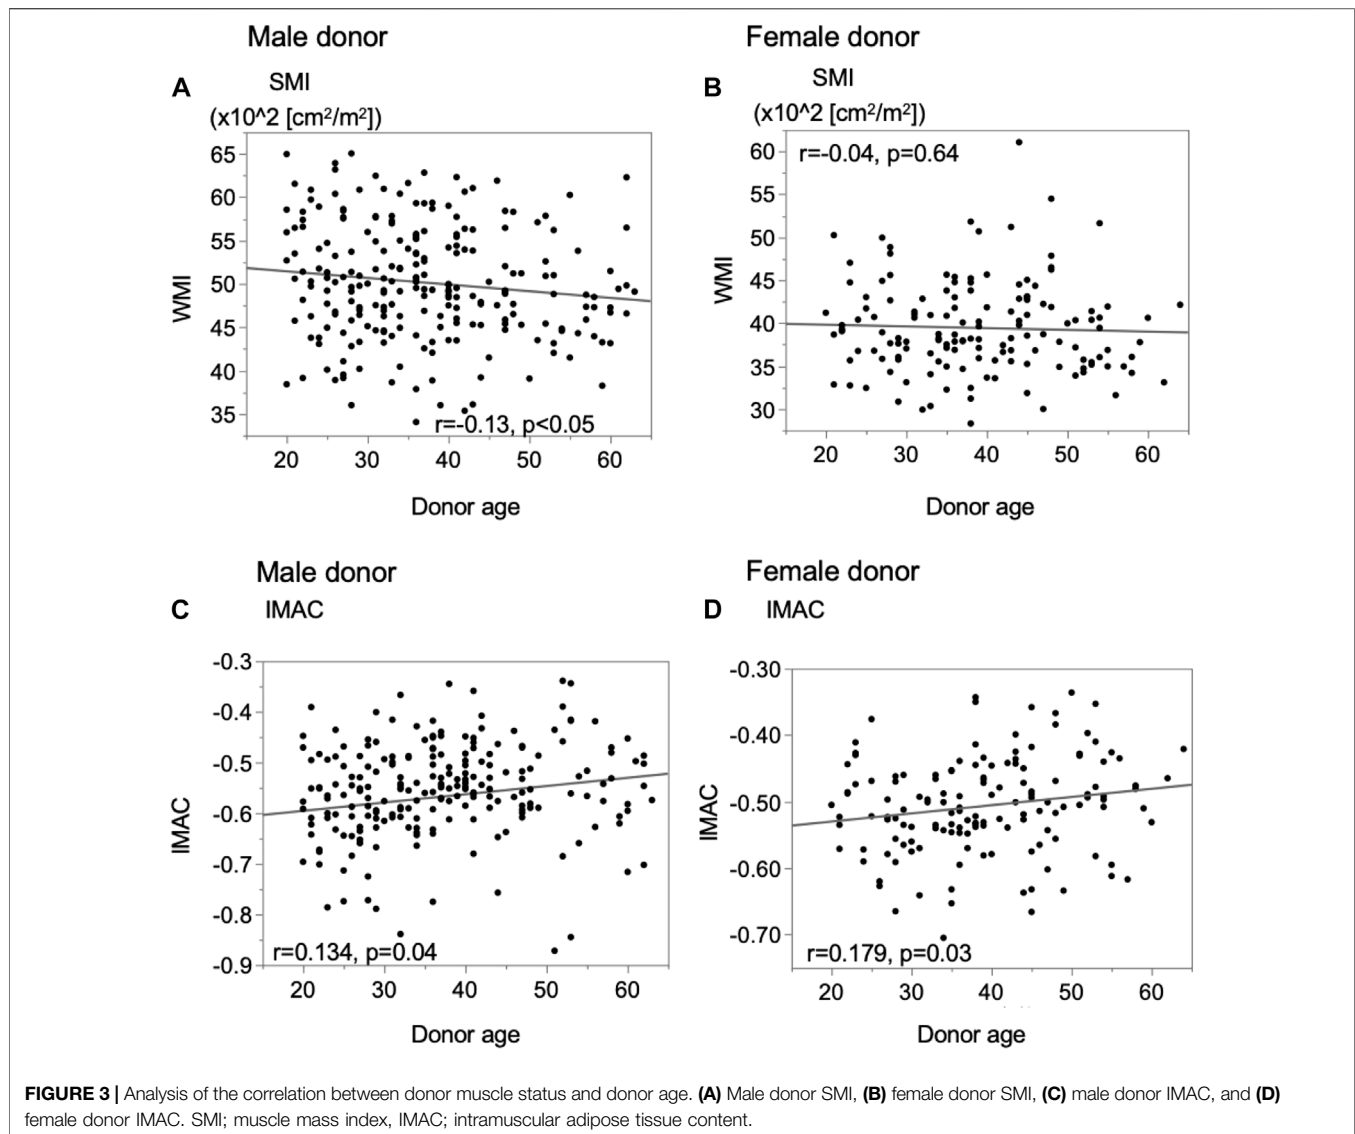 Male donor
Female donor
A
SMI
(x10^2 [cm²/m²])
65
60
55
50
45
40
35
WMI
r=-0.13, p<0.05
20 30 40 50 60
Donor age
B
SMI
(x10^2 [cm²/m²])
60
55
50
45
40
35
30
WMI
r=-0.04, p=0.64
20 30 40 50 60
Donor age
Male donor
Female donor
C
IMAC
-0.3
-0.4
-0.5
-0.6
-0.7
-0.8
-0.9
IMAC
r=0.134, p=0.04
20 30 40 50 60
Donor age
D
IMAC
-0.30
-0.40
-0.50
-0.60
-0.70
IMAC
r=0.179, p=0.03
20 30 40 50 60
Donor age
FIGURE 3 | Analysis of the correlation between donor muscle status and donor age. (A) Male donor SMI, (B) female donor SMI, (C) male donor IMAC, and (D)
female donor IMAC. SMI; muscle mass index, IMAC; intramuscular adipose tissue content.